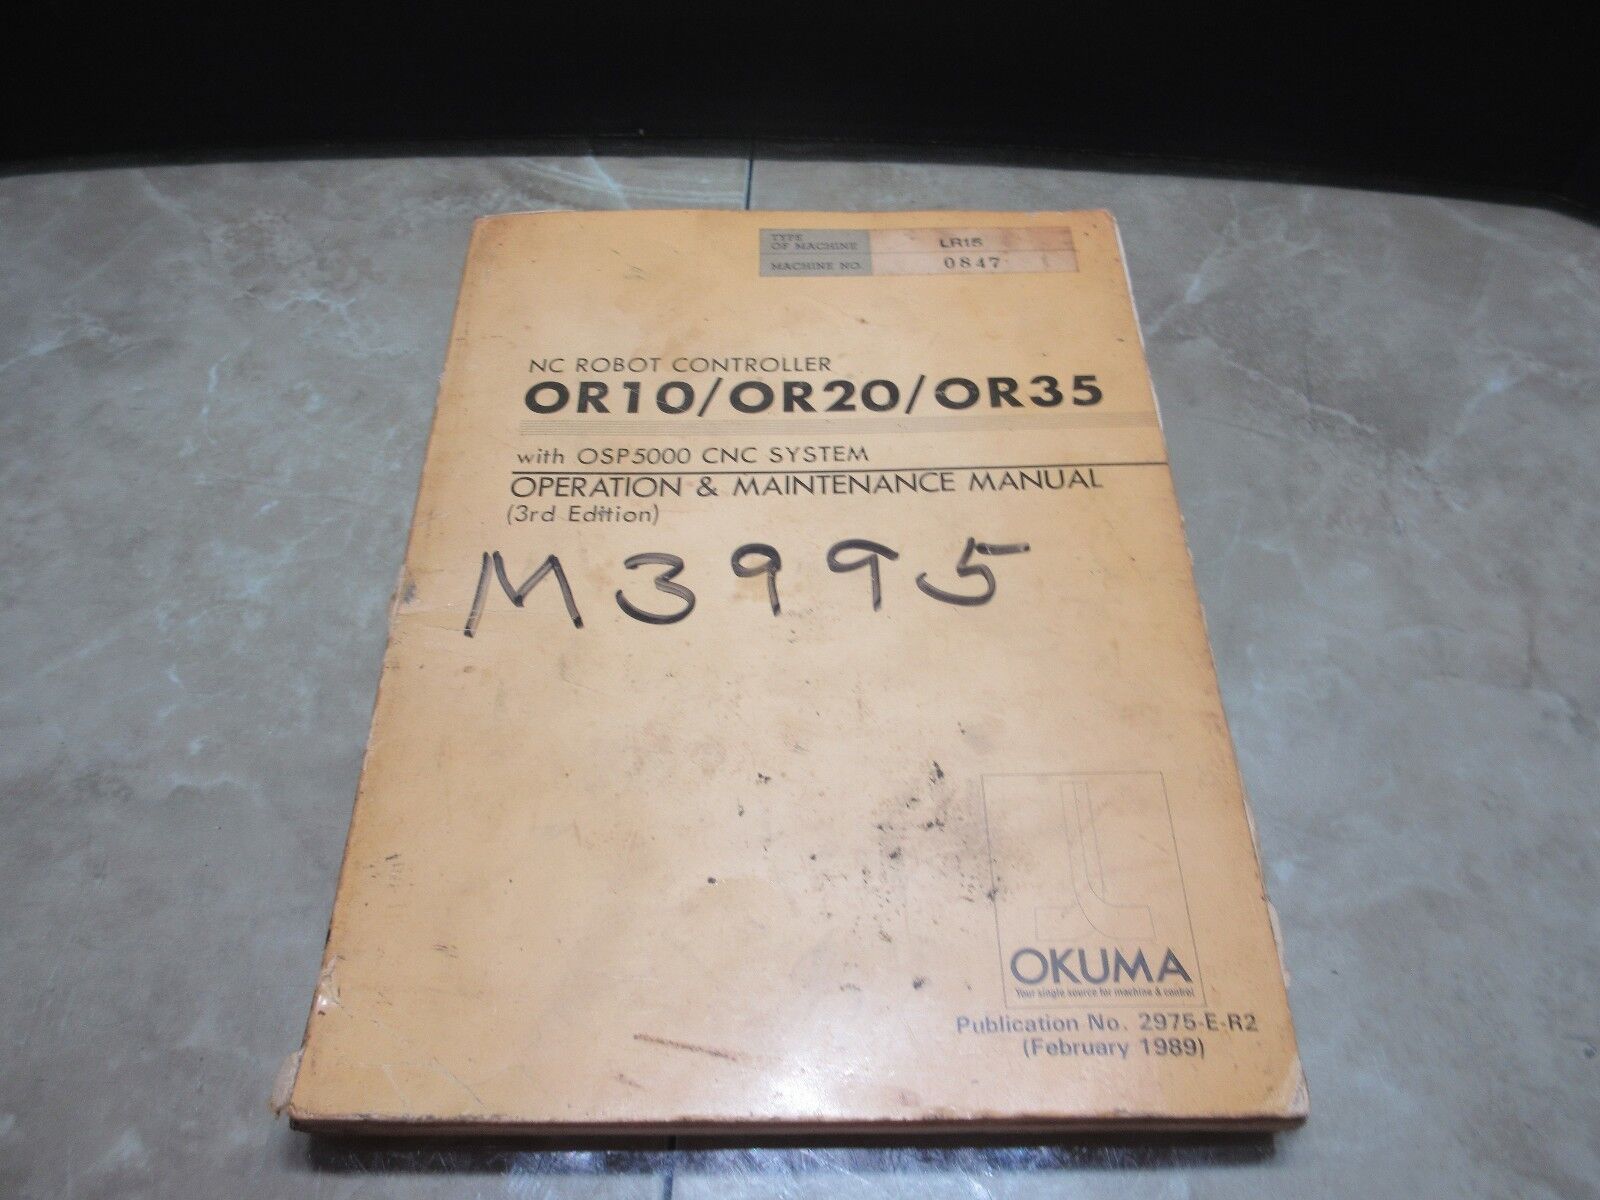 TYPE
OF MACHINE
LR15
MACHINE NO.
0847
NC ROBOT CONTROLLER
OR10/OR20/OR35
with OSP5000 CNC SYSTEM
OPERATION & MAINTENANCE MANUAL
(3rd Edition)
M3995
OKUMA
Your single source for machine & control
Publication No. 2975-E-R2
(February 1989)